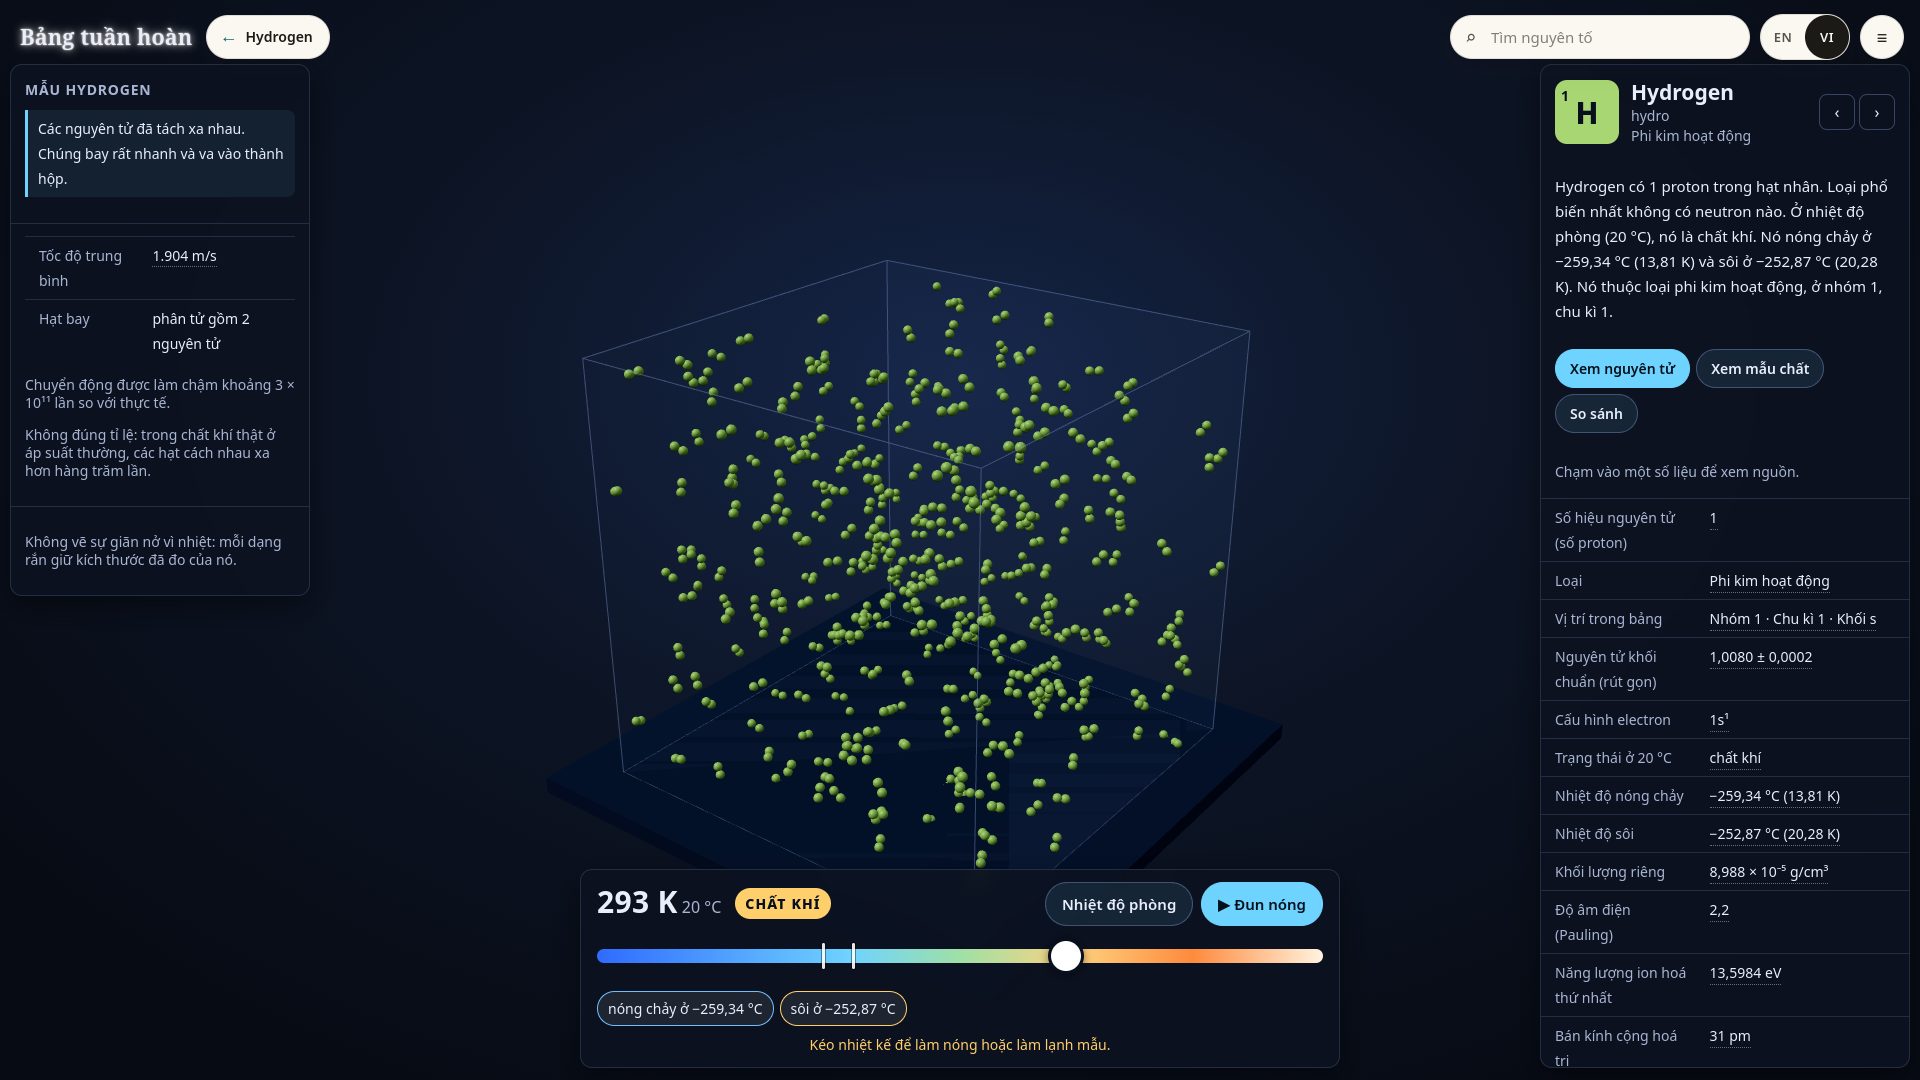 Bảng tuần hoàn
← Hydrogen
Tìm nguyên tố
EN
VI
MẪU HYDROGEN
Các nguyên tử đã tách xa nhau.
Chúng bay rất nhanh và va vào thành
hộp.
Tốc độ trung
bình
1.904 m/s
Hạt bay
phân tử gồm 2
nguyên tử
Chuyển động được làm chậm khoảng 3 ×
10¹¹ lần so với thực tế.
Không đúng tỉ lệ: trong chất khí thật ở
áp suất thường, các hạt cách nhau xa
hơn hàng trăm lần.
Không vẽ sự giãn nở vì nhiệt: mỗi dạng
rắn giữ kích thước đã đo của nó.
293 K 20 °C
CHẤT KHÍ
Nhiệt độ phòng
▶ Đun nóng
nóng chảy ở −259,34 °C
sôi ở −252,87 °C
Kéo nhiệt kế để làm nóng hoặc làm lạnh mẫu.
1
H
Hydrogen
hydro
Phi kim hoạt động
‹
›
Hydrogen có 1 proton trong hạt nhân. Loại phổ
biến nhất không có neutron nào. Ở nhiệt độ
phòng (20 °C), nó là chất khí. Nó nóng chảy ở
−259,34 °C (13,81 K) và sôi ở −252,87 °C (20,28
K). Nó thuộc loại phi kim hoạt động, ở nhóm 1,
chu kì 1.
Xem nguyên tử
Xem mẫu chất
So sánh
Chạm vào một số liệu để xem nguồn.
Số hiệu nguyên tử
(số proton)
1
Loại
Phi kim hoạt động
Vị trí trong bảng
Nhóm 1 · Chu kì 1 · Khối s
Nguyên tử khối
chuẩn (rút gọn)
1,0080 ± 0,0002
Cấu hình electron
1s¹
Trạng thái ở 20 °C
chất khí
Nhiệt độ nóng chảy
−259,34 °C (13,81 K)
Nhiệt độ sôi
−252,87 °C (20,28 K)
Khối lượng riêng
8,988 × 10⁻⁵ g/cm³
Độ âm điện
(Pauling)
2,2
Năng lượng ion hoá
thứ nhất
13,5984 eV
Bán kính cộng hoá
trị
31 pm